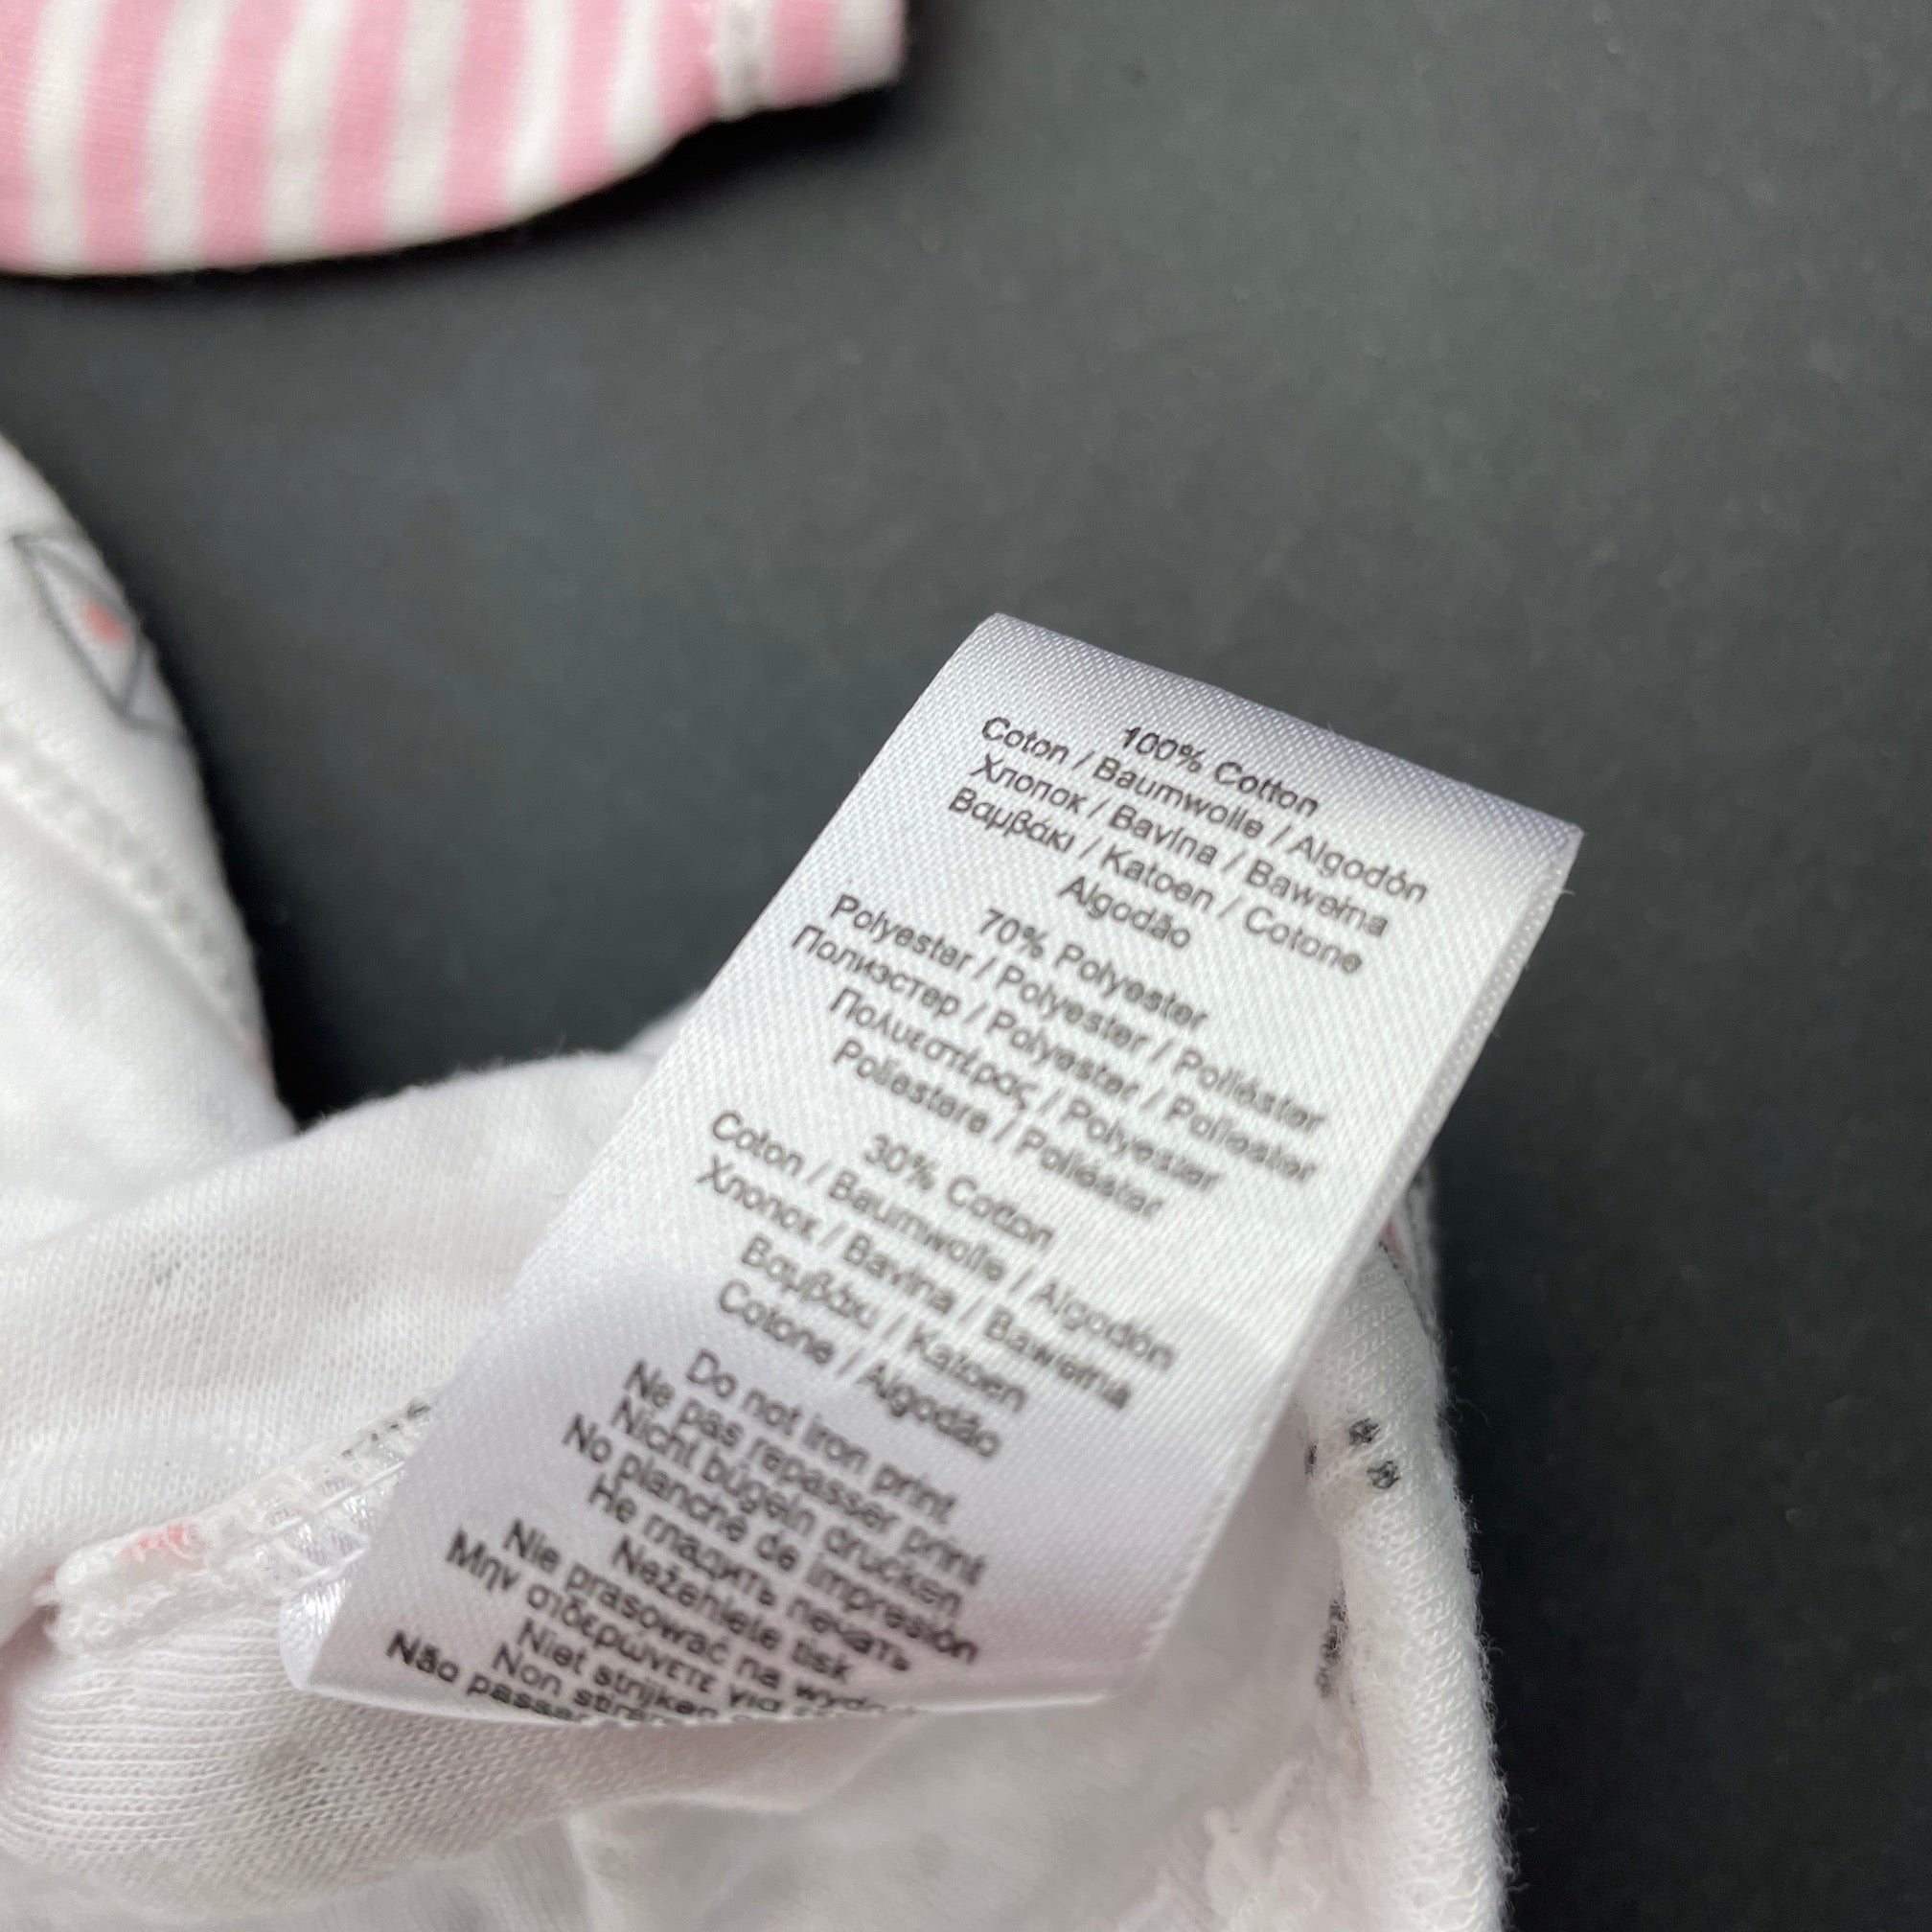 100% Cotton
Coton / Baumwolle / Algodón
Хлопок / Bavlna / Bawełna
Βαμβάκι / Katoen / Cotone
Algodão
70% Polyester
Polyester / Polyester / Poliéster
Полиэстер / Polyester / Poliester
Πολυεστέρας / Polyester
Poliestere / Poliéster
30% Cotton
Coton / Baumwolle / Algodón
Хлопок / Bavlna / Bawełna
Βαμβάκι / Katoen
Cotone / Algodão
Do not iron print
Ne pas repasser print
Nicht bügeln drucken
No planche de impresión
Не гладить печать
Nežehlete tisk
Nie prasować na
Μην σιδερώνετε για
Niet strijken
Non
Não